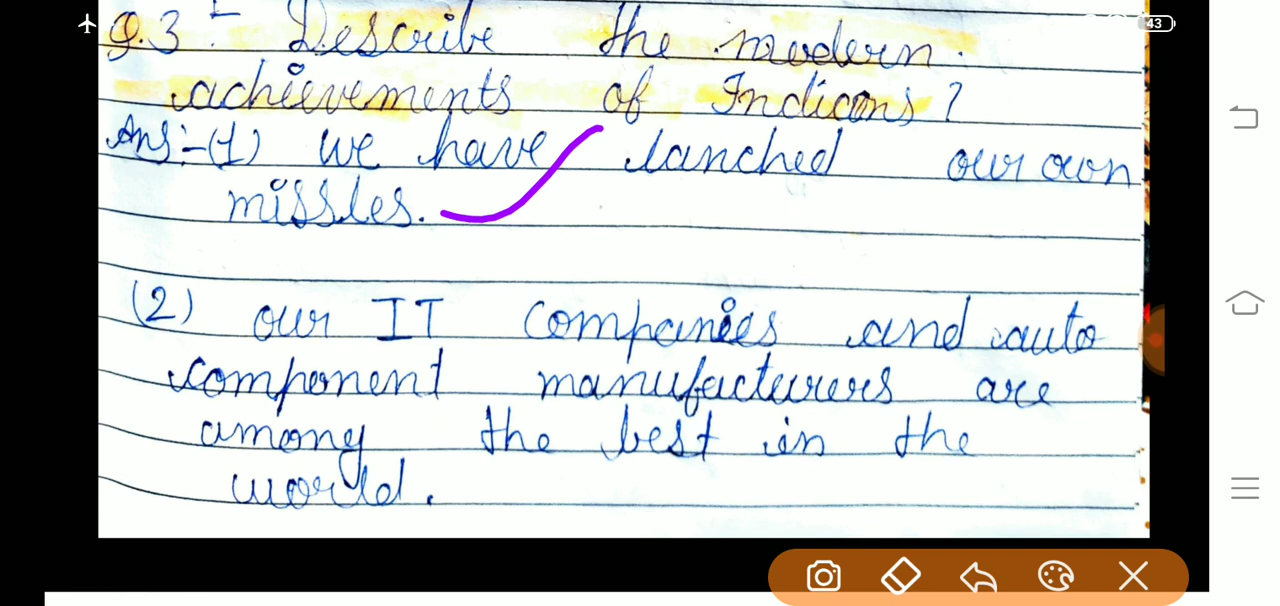 43
Q.3:- Describe the modern
achievements of Indians?
Ans:-(1) we have lanched our own
missles.
(2) our IT companies and auto
component manufacturers are
among the best in the
world.